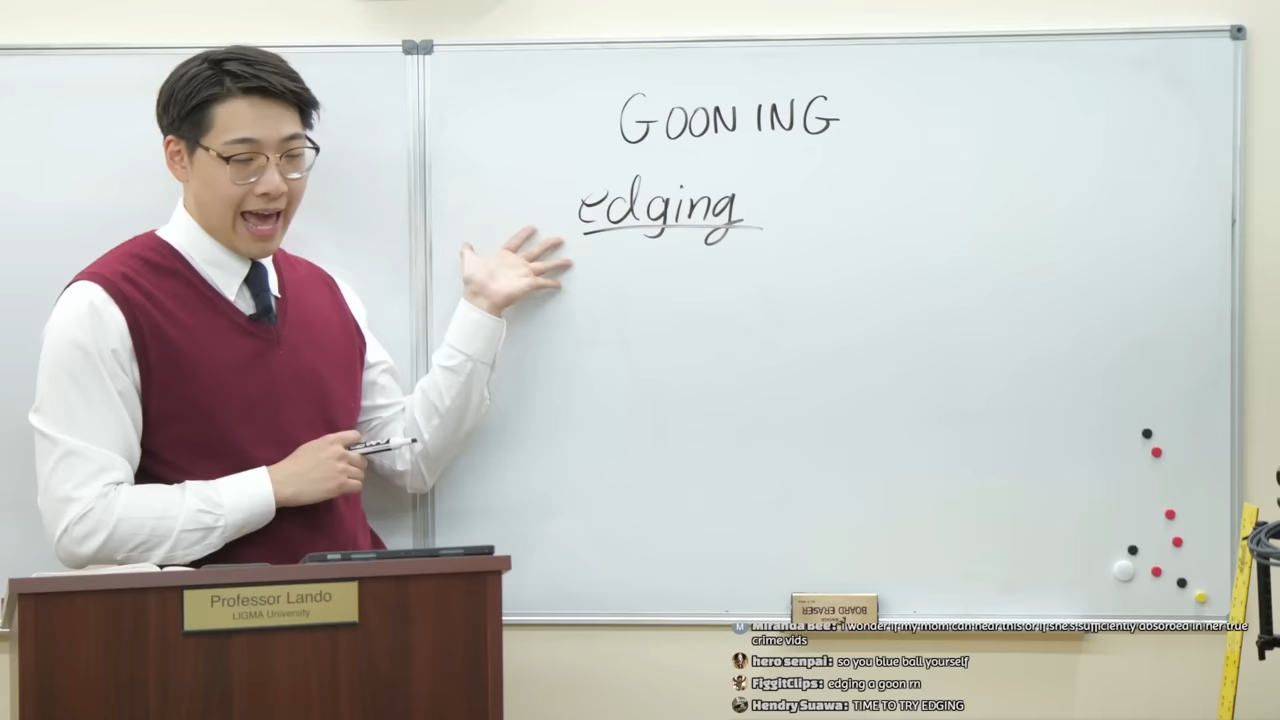 GOONING
edging
Professor Lando
LIGMA University
BOARD ERASER
Miranda Bee: I wonder if my mom can hear this or if she's sufficiently absorbed in her true
crime vids
hero senpai: so you blue ball yourself
FiggitClips: edging a goon rn
Hendry Suawa: TIME TO TRY EDGING